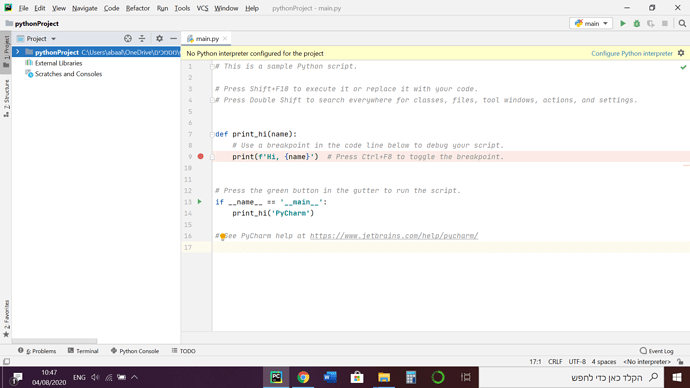 File Edit View Navigate Code Refactor Run Tools VCS Window Help pythonProject - main.py
pythonProject
main
1: Project
2: Structure
2: Favorites
Project
pythonProject C:\Users\abaal\OneDrive\
External Libraries
Scratches and Consoles
main.py
No Python interpreter configured for the project Configure Python interpreter
1 # This is a sample Python script.
2
3 # Press Shift+F10 to execute it or replace it with your code.
4 # Press Double Shift to search everywhere for classes, files, tool windows, actions, and settings.
5
6
7 def print_hi(name):
8 # Use a breakpoint in the code line below to debug your script.
9 print(f'Hi, {name}') # Press Ctrl+F8 to toggle the breakpoint.
10
11
12 # Press the green button in the gutter to run the script.
13 if __name__ == '__main__':
14 print_hi('PyCharm')
15
16 # See PyCharm help at https://www.jetbrains.com/help/pycharm/
17
6: Problems Terminal Python Console TODO Event Log
17:1 CRLF UTF-8 4 spaces <No interpreter>
10:47
04/08/2020
ENG
הקלד כאן כדי לחפש